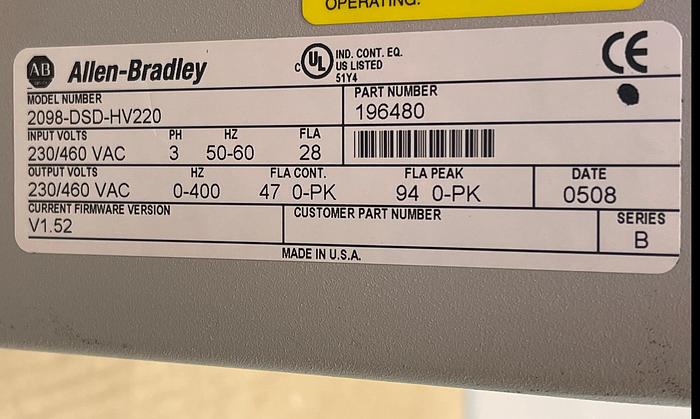 OPERATING.
AB Allen-Bradley
C UL US LISTED
IND. CONT. EQ.
51Y4
CE
MODEL NUMBER
2098-DSD-HV220
PART NUMBER
196480
INPUT VOLTS PH HZ FLA
230/460 VAC 3 50-60 28
OUTPUT VOLTS HZ FLA CONT. FLA PEAK DATE
230/460 VAC 0-400 47 0-PK 94 0-PK 0508
CURRENT FIRMWARE VERSION
V1.52
CUSTOMER PART NUMBER
SERIES
B
MADE IN U.S.A.